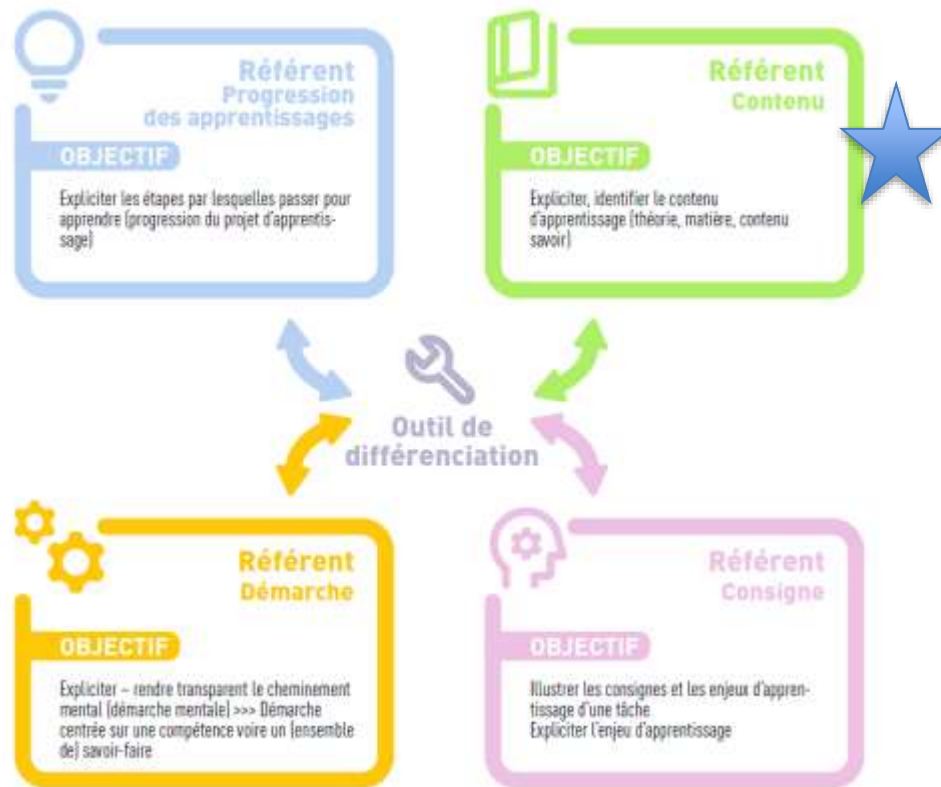 Référent
Progression
des apprentissages
OBJECTIF
Expliciter les étapes par lesquelles passer pour
apprendre (progression du projet d'apprentis-
sage)
Référent
Contenu
OBJECTIF
Expliciter, identifier le contenu
d'apprentissage (théorie, matière, contenu
savoir)
Outil de
différenciation
Référent
Démarche
OBJECTIF
Expliciter – rendre transparent le cheminement
mental (démarche mentale) >>> Démarche
centrée sur une compétence voire un (ensemble
de) savoir-faire
Référent
Consigne
OBJECTIF
Illustrer les consignes et les enjeux d'appren-
tissage d'une tâche
Expliciter l'enjeu d'apprentissage